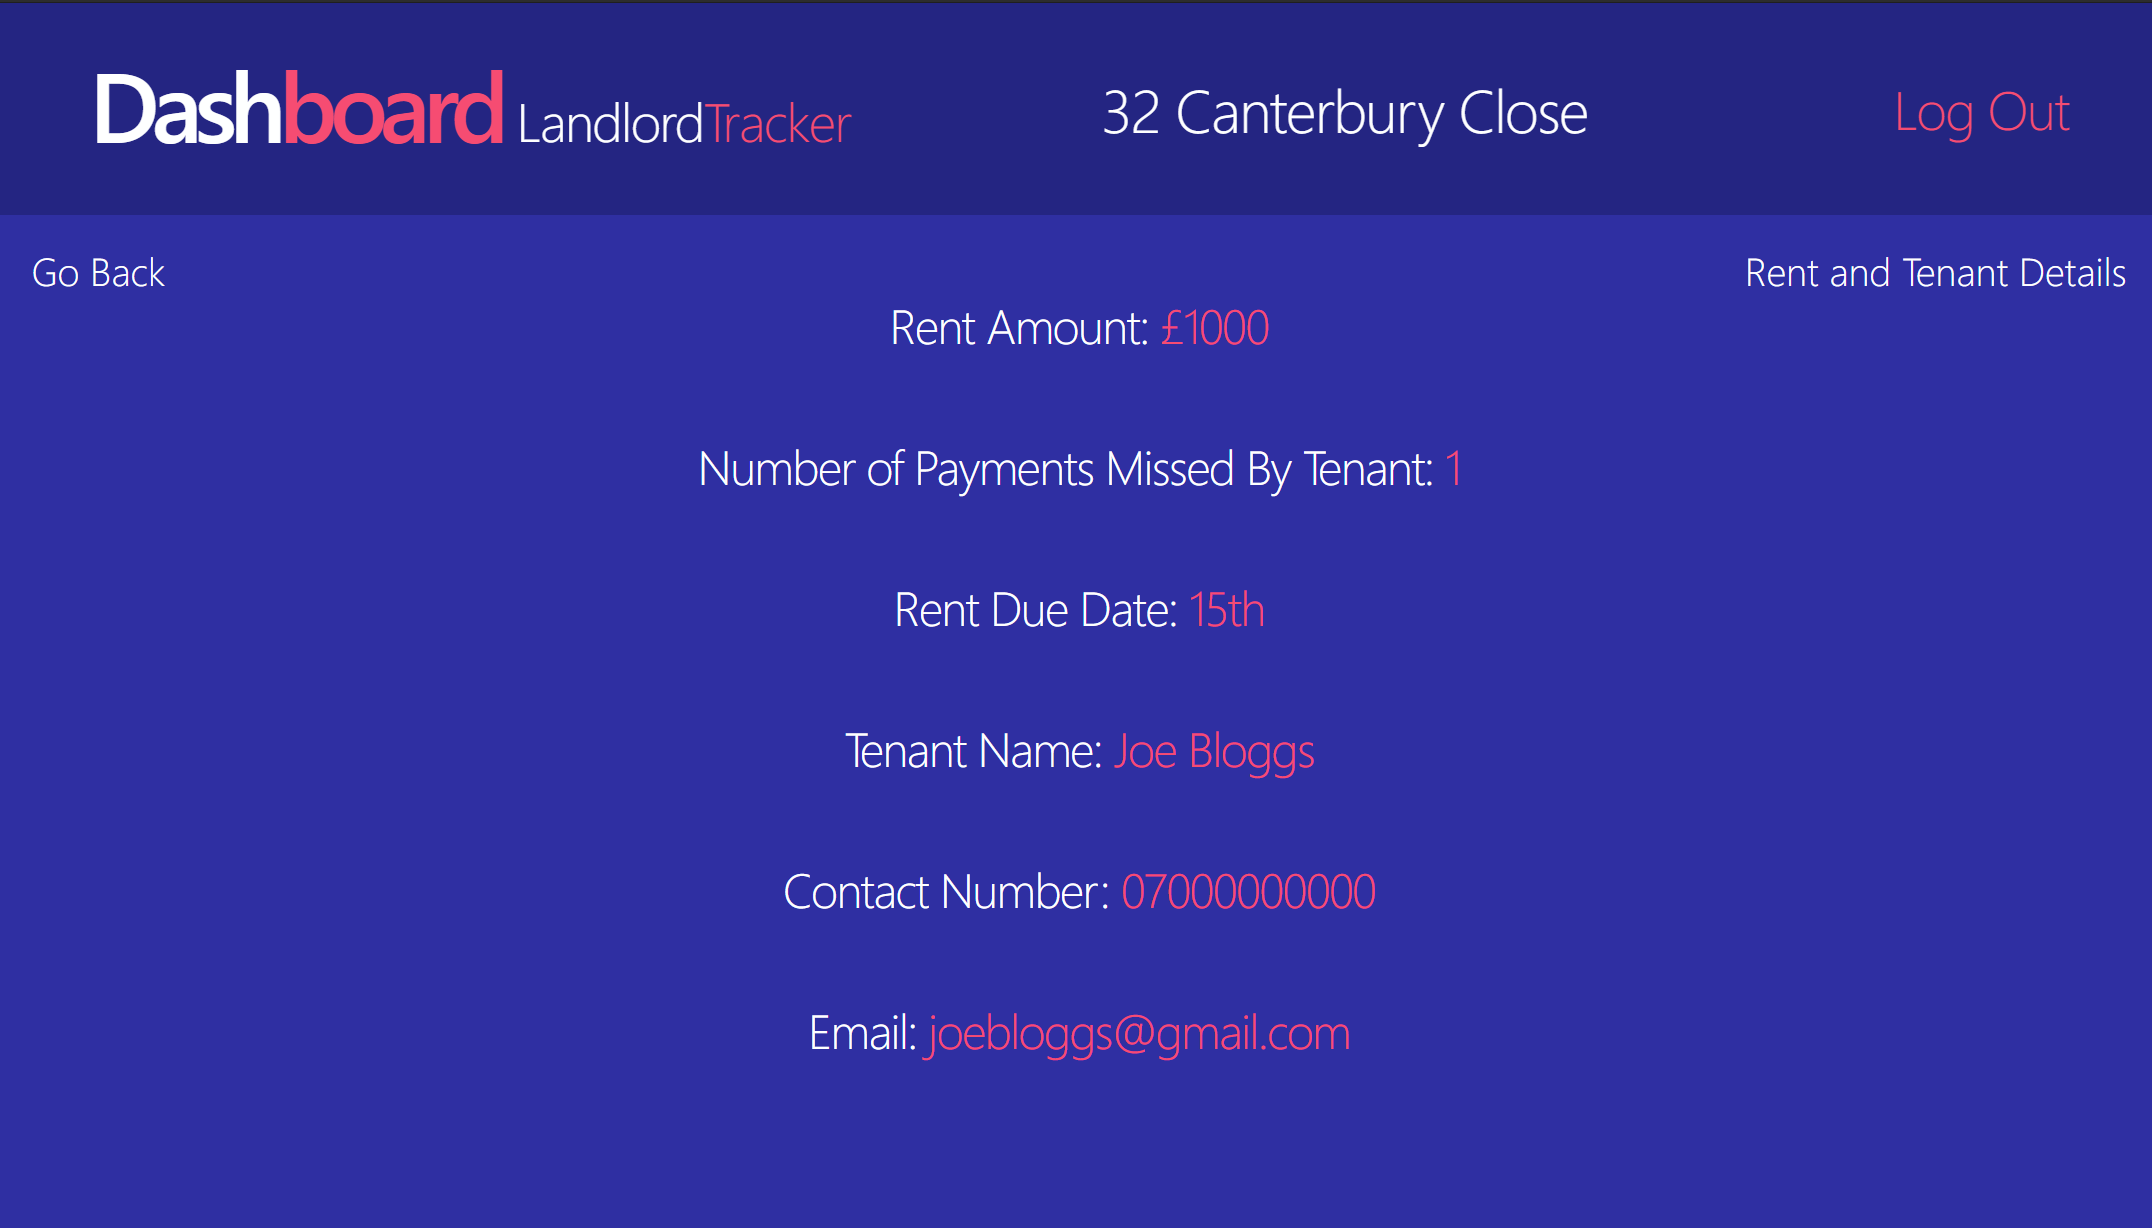 Dashboard LandlordTracker 32 Canterbury Close Log Out
Go Back Rent and Tenant Details
Rent Amount: £1000
Number of Payments Missed By Tenant: 1
Rent Due Date: 15th
Tenant Name: Joe Bloggs
Contact Number: 07000000000
Email: joebloggs@gmail.com